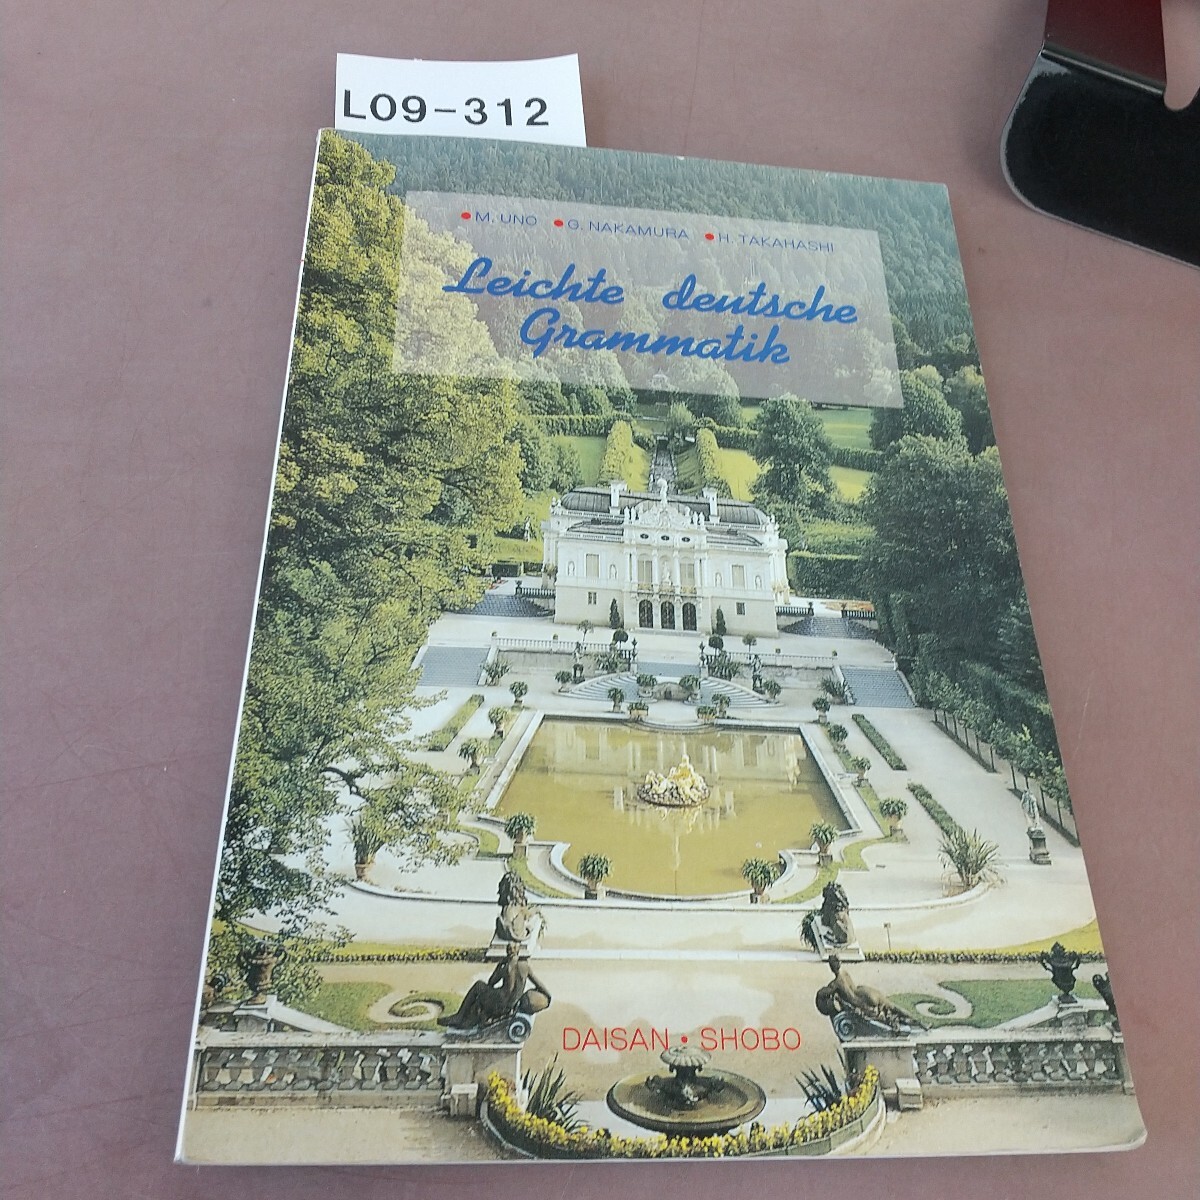 L09-312
•M. UNO •G. NAKAMURA •H. TAKAHASHI
Leichte deutsche
Grammatik
DAISAN・SHOBO